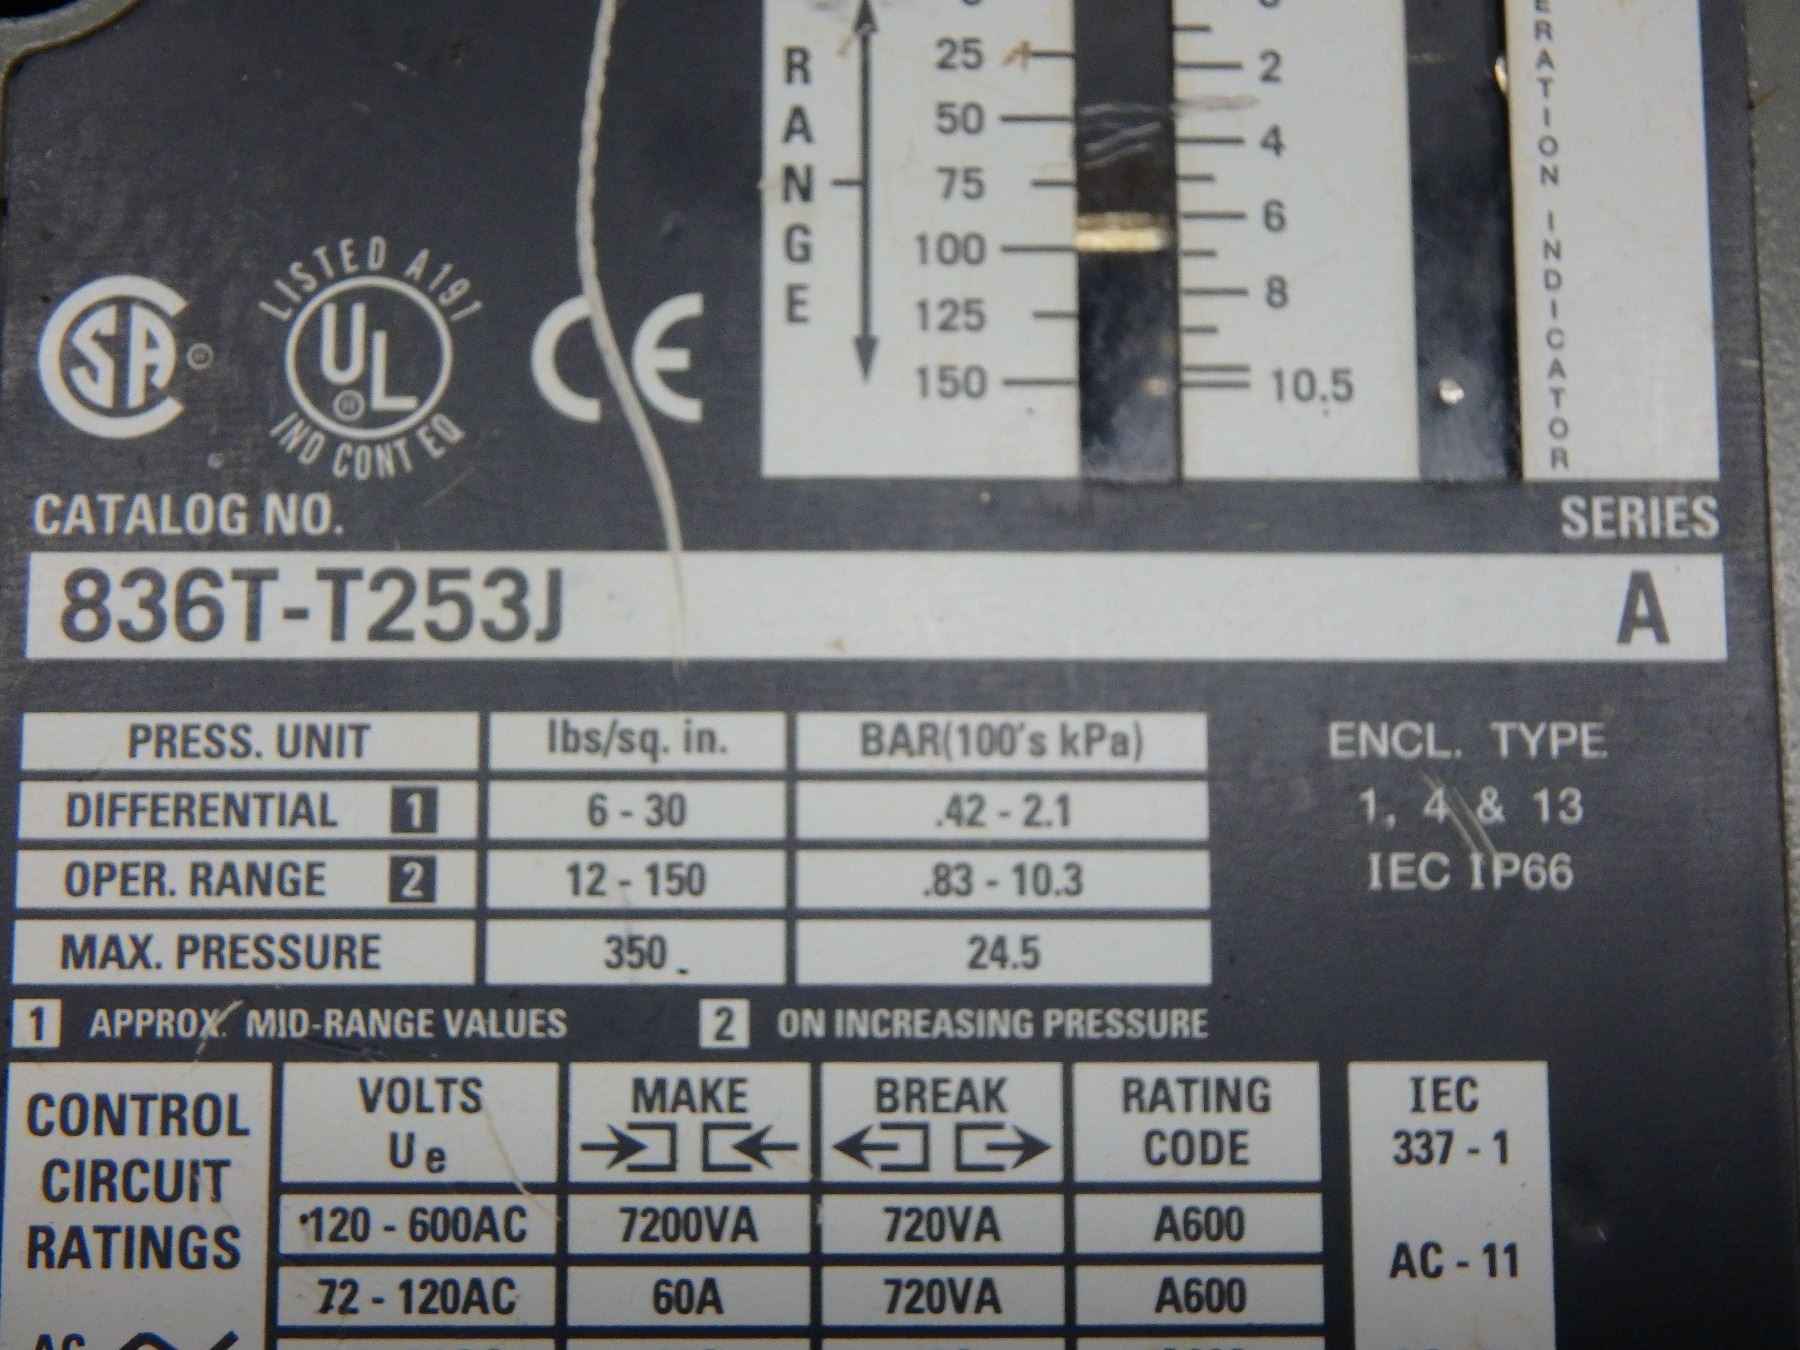 RANGE
25 2
50 4
75
100 6
125 8
150 10.5
ERATION INDICATOR
CSA ®
LISTED A191
UL ®
IND CONT EQ
CE
CATALOG NO. SERIES
836T-T253J A
PRESS. UNIT lbs/sq. in. BAR(100's kPa)
DIFFERENTIAL 1 6 - 30 .42 - 2.1
OPER. RANGE 2 12 - 150 .83 - 10.3
MAX. PRESSURE 350 24.5
ENCL. TYPE
1, 4 & 13
IEC IP66
1 APPROX. MID-RANGE VALUES 2 ON INCREASING PRESSURE
CONTROL
CIRCUIT
RATINGS
VOLTS
Ue
MAKE
BREAK
RATING
CODE
IEC
337 - 1
120 - 600AC 7200VA 720VA A600
AC - 11
72 - 120AC 60A 720VA A600